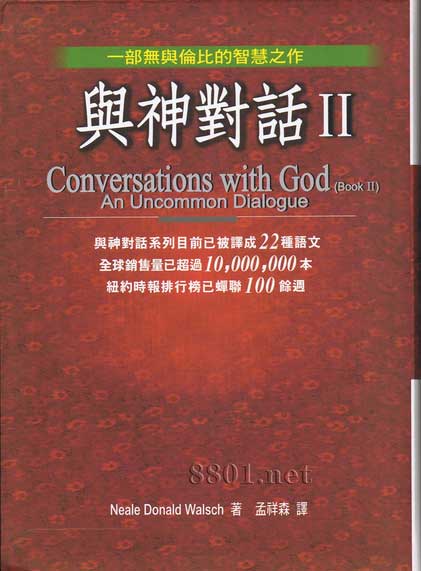 一部無與倫比的智慧之作
與神對話 II
Conversations with God (Book II)
An Uncommon Dialogue
與神對話系列目前已被譯成22種語文
全球銷售量已超過10,000,000本
紐約時報排行榜已蟬聯100餘週
8801.net
Neale Donald Walsch 著 孟祥森 譯